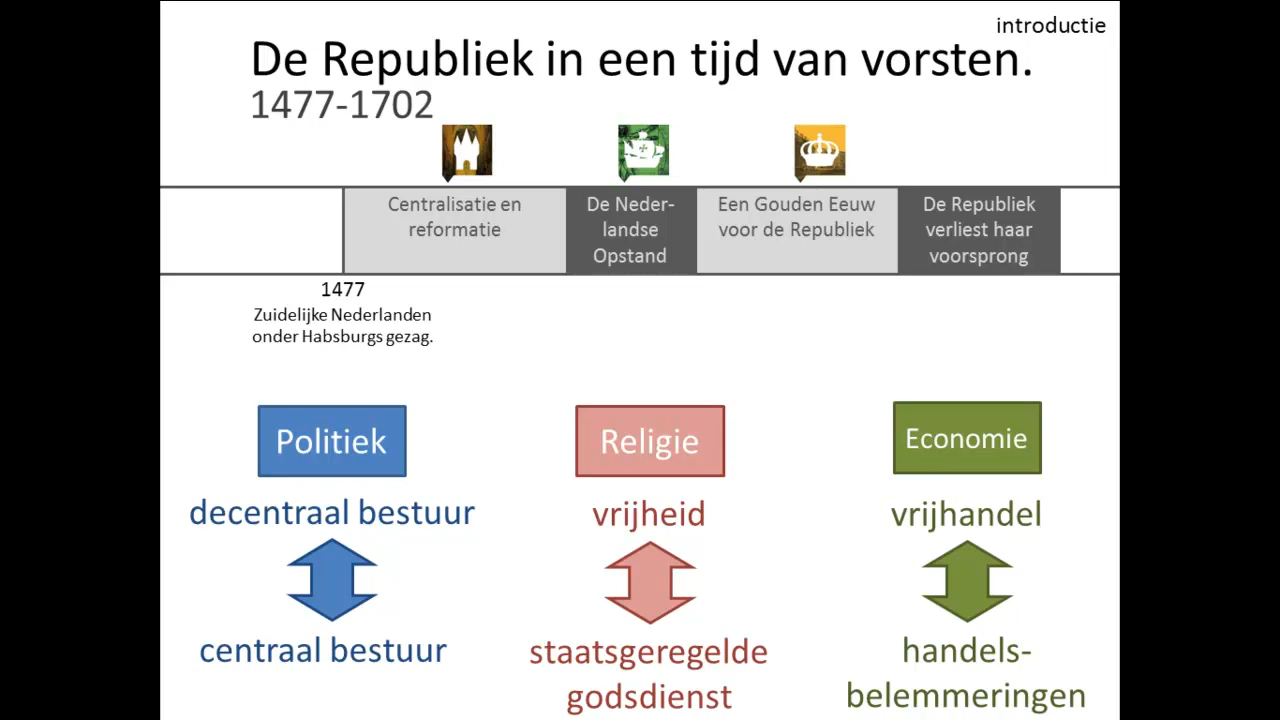 introductie
De Republiek in een tijd van vorsten.
1477-1702
Centralisatie en
reformatie
De Neder-
landse
Opstand
Een Gouden Eeuw
voor de Republiek
De Republiek
verliest haar
voorsprong
1477
Zuidelijke Nederlanden
onder Habsburgs gezag.
Politiek
decentraal bestuur
centraal bestuur
Religie
vrijheid
staatsgeregelde
godsdienst
Economie
vrijhandel
handels-
belemmeringen